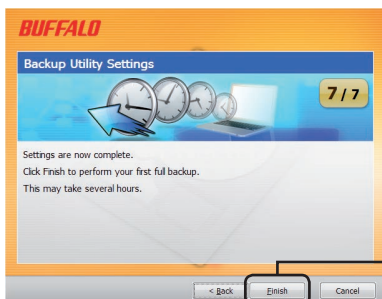 BUFFALO
Backup Utility Settings
7 / 7
Settings are now complete.
Click Finish to perform your first full backup.
This may take several hours.
< Back
Finish
Cancel